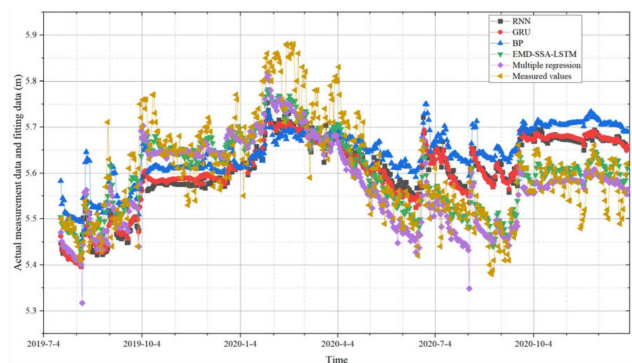 RNN
GRU
BP
EMD-SSA-LSTM
Multiple regression
Measured values
Actual measurement data and fitting data (m)
5.9
5.8
5.7
5.6
5.5
5.4
5.3
2019-7-4
2019-10-4
2020-1-4
2020-4-4
2020-7-4
2020-10-4
Time